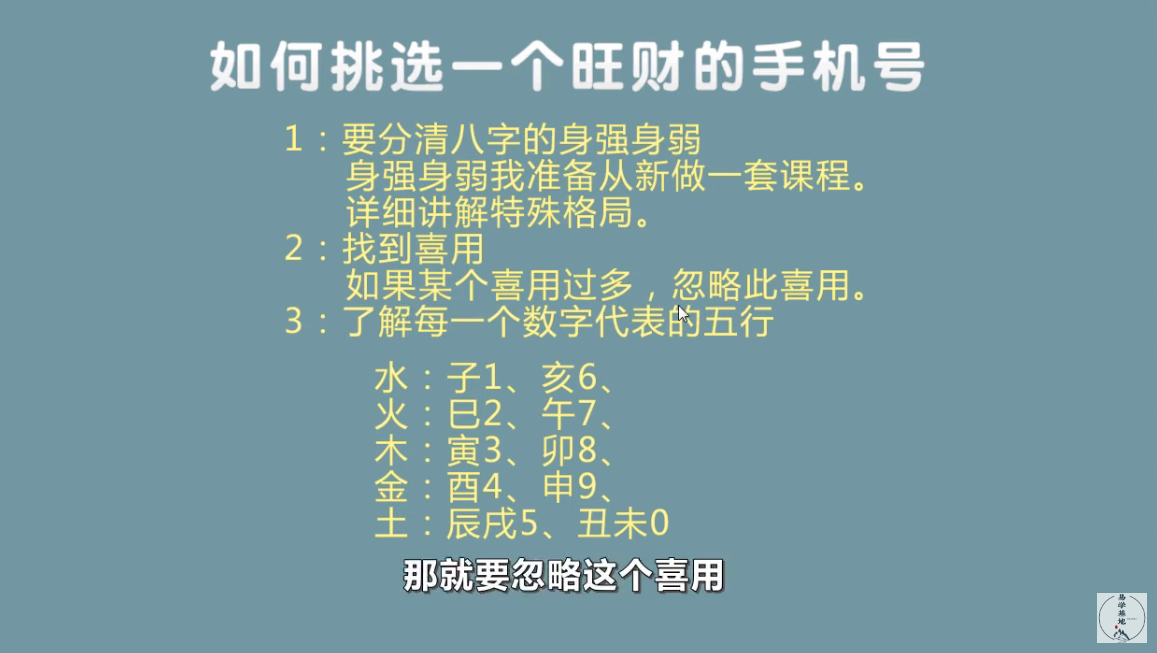 如何挑选一个旺财的手机号
1：要分清八字的身强身弱
身强身弱我准备从新做一套课程。
详细讲解特殊格局。
2：找到喜用
如果某个喜用过多，忽略此喜用。
3：了解每一个数字代表的五行
水：子1、亥6、
火：巳2、午7、
木：寅3、卯8、
金：酉4、申9、
土：辰戌5、丑未0
那就要忽略这个喜用
易学基地